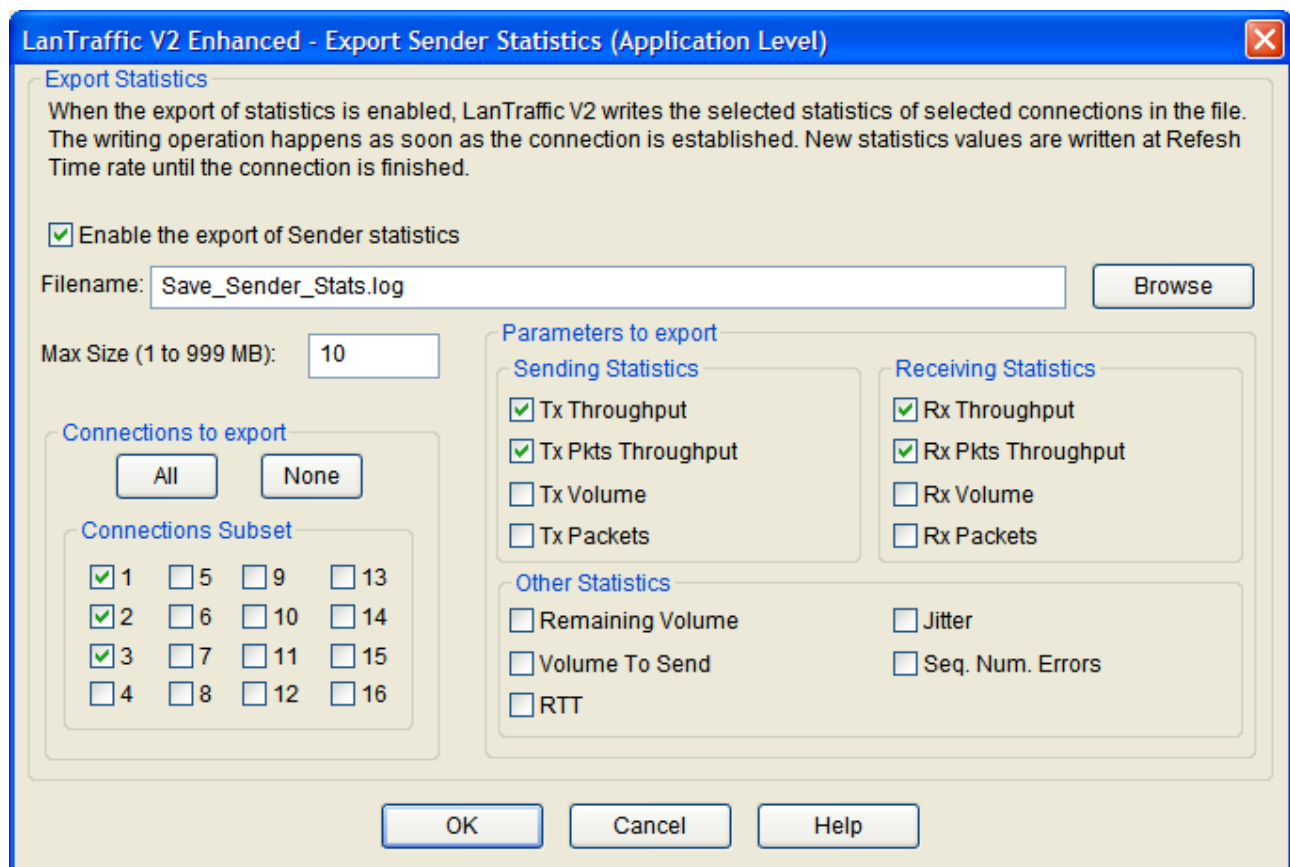 LanTraffic V2 Enhanced - Export Sender Statistics (Application Level)
Export Statistics
When the export of statistics is enabled, LanTraffic V2 writes the selected statistics of selected connections in the file.
The writing operation happens as soon as the connection is established. New statistics values are written at Refesh
Time rate until the connection is finished.
Enable the export of Sender statistics
Filename: Save_Sender_Stats.log Browse
Max Size (1 to 999 MB): 10
Connections to export
All None
Connections Subset
1 5 9 13
2 6 10 14
3 7 11 15
4 8 12 16
Parameters to export
Sending Statistics
Tx Throughput
Tx Pkts Throughput
Tx Volume
Tx Packets
Receiving Statistics
Rx Throughput
Rx Pkts Throughput
Rx Volume
Rx Packets
Other Statistics
Remaining Volume Jitter
Volume To Send Seq. Num. Errors
RTT
OK Cancel Help